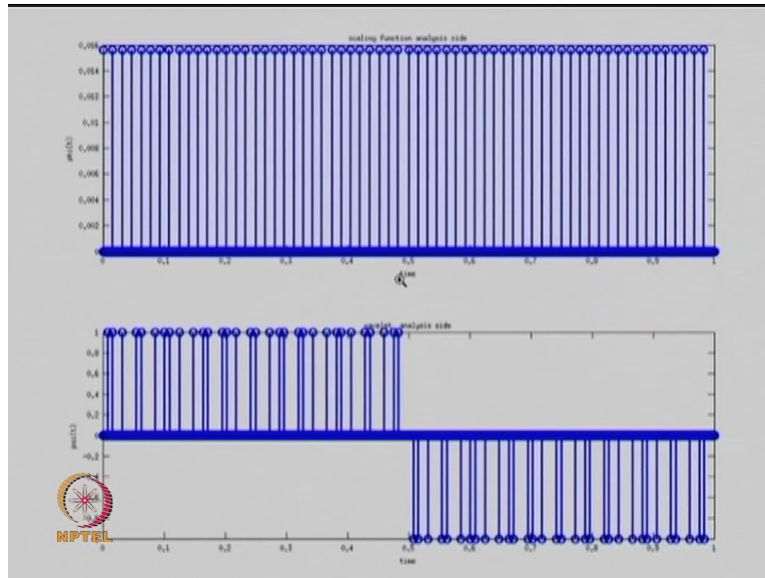 scaling function analysis side
0,016
0,014
0,012
0,01
0,008
0,006
0,004
0,002
0
phi(t)
0 0,1 0,2 0,3 0,4 0,5 0,6 0,7 0,8 0,9 1
time
wavelet analysis side
1
0,8
0,6
0,4
0,2
0
-0,2
psi(t)
NPTEL
0 0,1 0,2 0,3 0,4 0,5 0,6 0,7 0,8 0,9 1
time